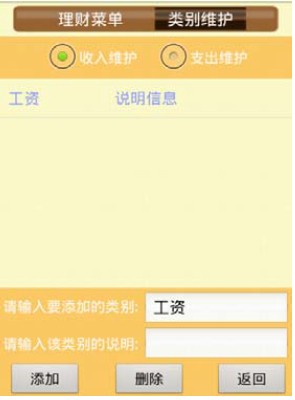 理财菜单 类别维护
收入维护 支出维护
工资 说明信息
请输入要添加的类别: 工资
请输入该类别的说明:
添加 删除 返回